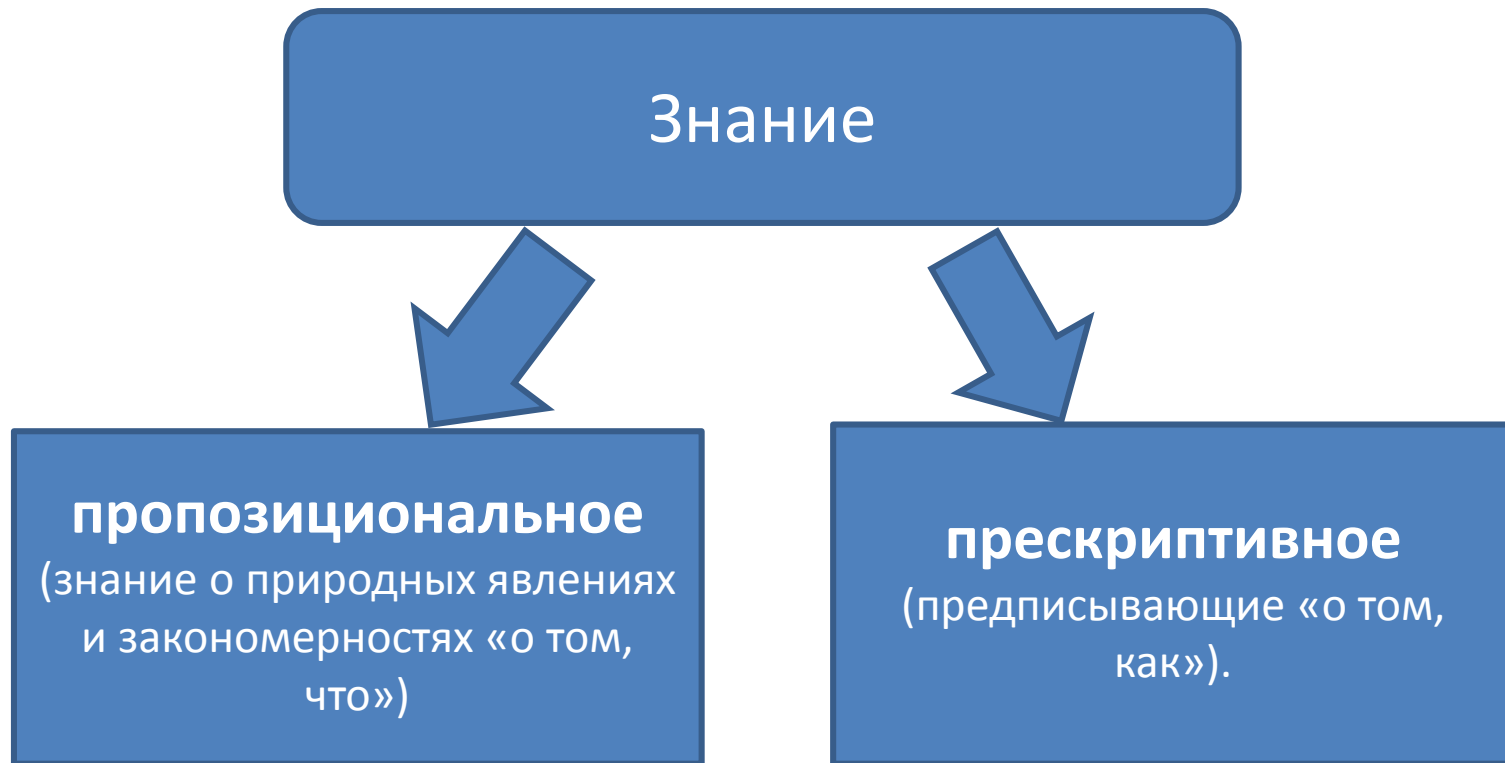 Знание
пропозициональное
(знание о природных явлениях
и закономерностях «о том,
что»)
прескриптивное
(предписывающие «о том,
как»).